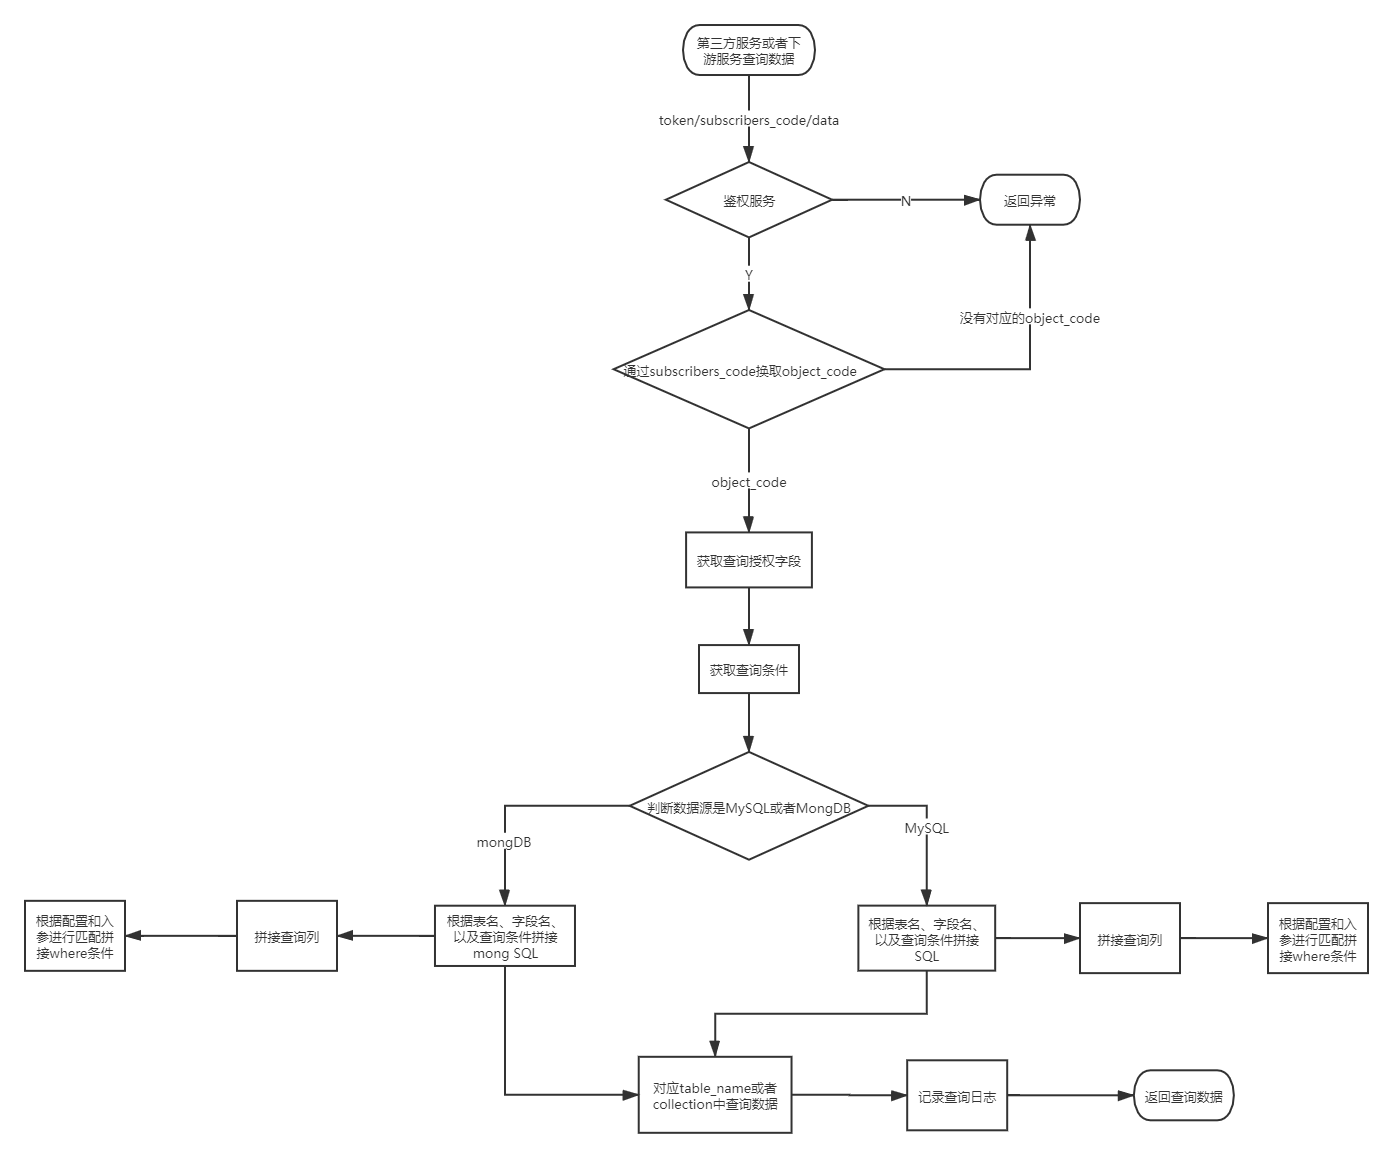 第三方服务或者下
游服务查询数据
token/subscribers_code/data
鉴权服务
N
返回异常
Y
没有对应的object_code
通过subscribers_code换取object_code
object_code
获取查询授权字段
获取查询条件
判断数据源是MySQL或者MongDB
mongDB
MySQL
根据配置和入
参进行匹配拼
接where条件
拼接查询列
根据表名、字段名、
以及查询条件拼接
mong SQL
根据表名、字段名、
以及查询条件拼接
SQL
拼接查询列
根据配置和入
参进行匹配拼
接where条件
对应table_name或者
collection中查询数据
记录查询日志
返回查询数据